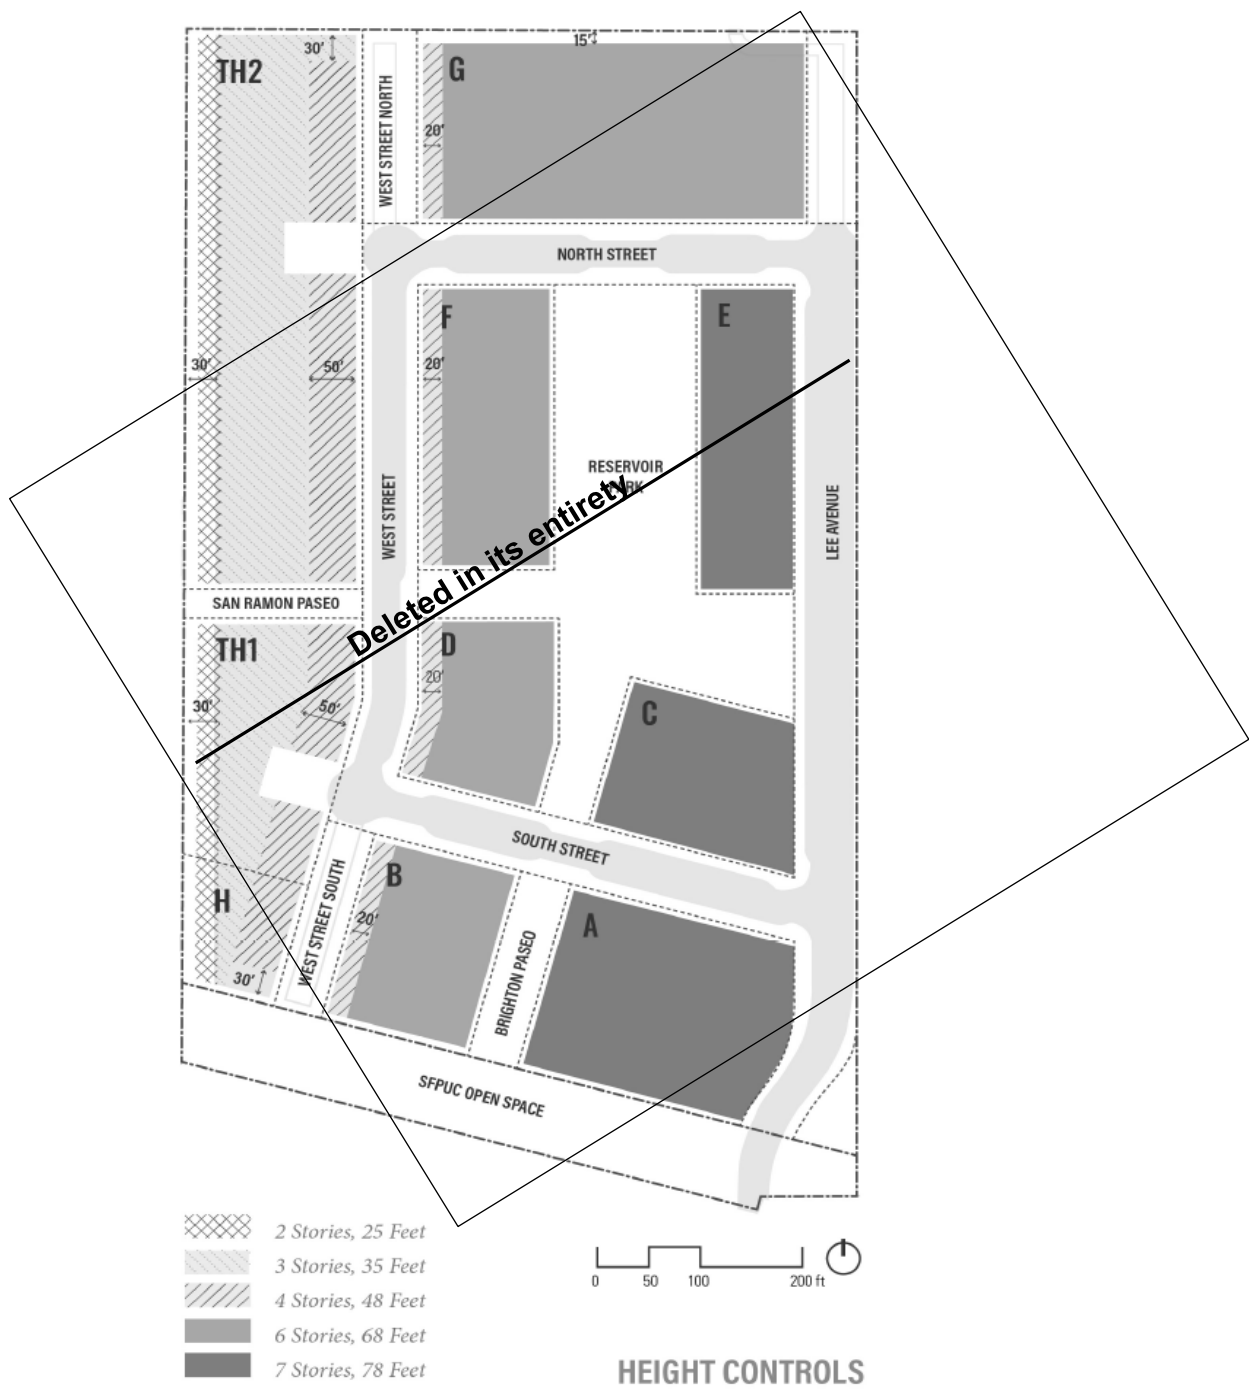 30'
15'
TH2
G
WEST STREET NORTH
20'
NORTH STREET
F
E
30'
50'
20'
RESERVOIR
PARK
WEST STREET
LEE AVENUE
Deleted in its entirety
SAN RAMON PASEO
TH1
D
20'
30'
50'
C
SOUTH STREET
B
H
WEST STREET SOUTH
20'
A
BRIGHTON PASEO
30'
SFPUC OPEN SPACE
2 Stories, 25 Feet
3 Stories, 35 Feet
4 Stories, 48 Feet
6 Stories, 68 Feet
7 Stories, 78 Feet
0 50 100 200 ft
HEIGHT CONTROLS